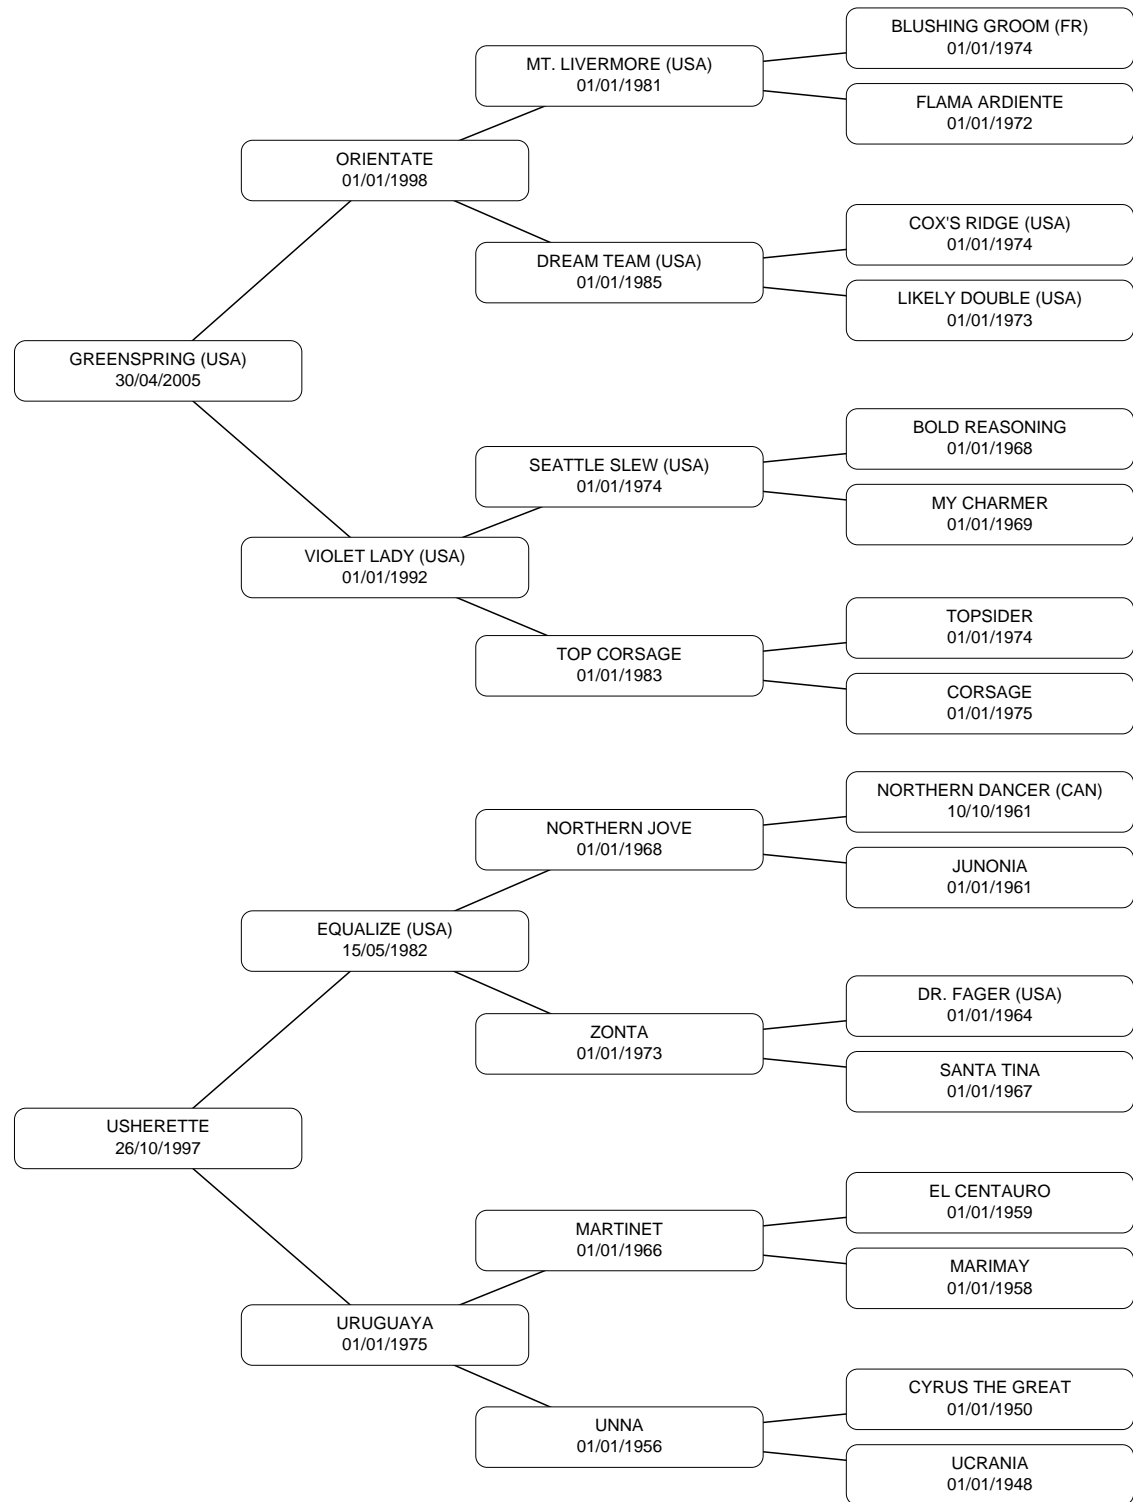 BLUSHING GROOM (FR)
01/01/1974
MT. LIVERMORE (USA)
01/01/1981
FLAMA ARDIENTE
01/01/1972
ORIENTATE
01/01/1998
COX'S RIDGE (USA)
01/01/1974
DREAM TEAM (USA)
01/01/1985
LIKELY DOUBLE (USA)
01/01/1973
GREENSPRING (USA)
30/04/2005
BOLD REASONING
01/01/1968
SEATTLE SLEW (USA)
01/01/1974
MY CHARMER
01/01/1969
VIOLET LADY (USA)
01/01/1992
TOPSIDER
01/01/1974
TOP CORSAGE
01/01/1983
CORSAGE
01/01/1975
NORTHERN DANCER (CAN)
10/10/1961
NORTHERN JOVE
01/01/1968
JUNONIA
01/01/1961
EQUALIZE (USA)
15/05/1982
DR. FAGER (USA)
01/01/1964
ZONTA
01/01/1973
SANTA TINA
01/01/1967
USHERETTE
26/10/1997
EL CENTAURO
01/01/1959
MARTINET
01/01/1966
MARIMAY
01/01/1958
URUGUAYA
01/01/1975
CYRUS THE GREAT
01/01/1950
UNNA
01/01/1956
UCRANIA
01/01/1948